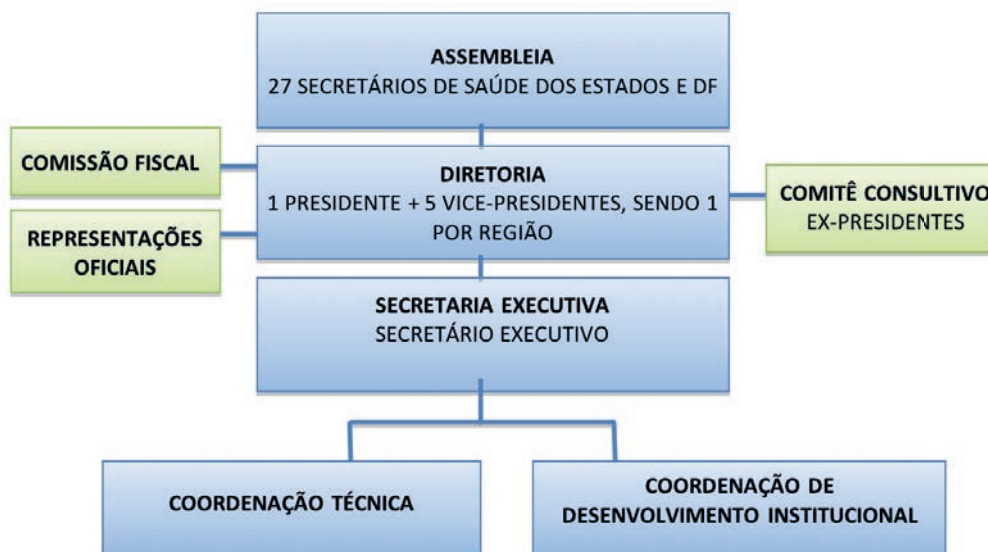 ASSEMBLEIA
27 SECRETÁRIOS DE SAÚDE DOS ESTADOS E DF
COMISSÃO FISCAL
DIRETORIA
1 PRESIDENTE + 5 VICE-PRESIDENTES, SENDO 1
POR REGIÃO
COMITÊ CONSULTIVO
EX-PRESIDENTES
REPRESENTAÇÕES
OFICIAIS
SECRETARIA EXECUTIVA
SECRETÁRIO EXECUTIVO
COORDENAÇÃO TÉCNICA
COORDENAÇÃO DE
DESENVOLVIMENTO INSTITUCIONAL